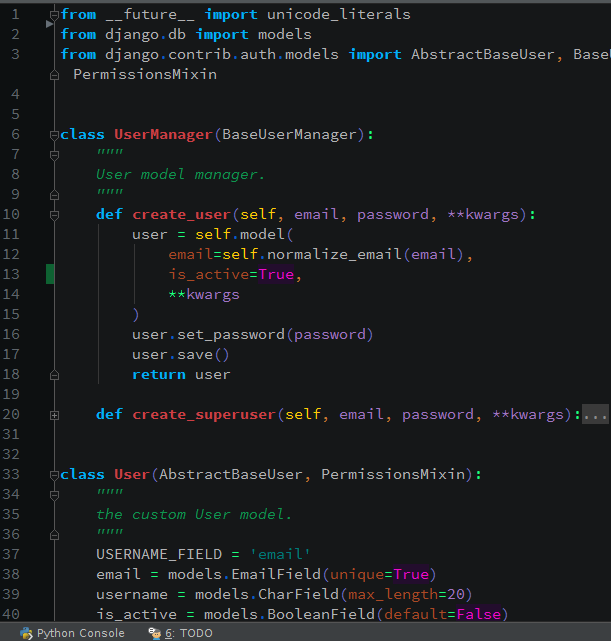 1 from __future__ import unicode_literals
2 from django.db import models
3 from django.contrib.auth.models import AbstractBaseUser,
PermissionsMixin
4
5
6 class UserManager(BaseUserManager):
7 """
8 User model manager.
9 """
10 def create_user(self, email, password, **kwargs):
11 user = self.model(
12 email=self.normalize_email(email),
13 is_active=True,
14 **kwargs
15 )
16 user.set_password(password)
17 user.save()
18 return user
19
20 def create_superuser(self, email, password, **kwargs):...
31
32
33 class User(AbstractBaseUser, PermissionsMixin):
34 """
35 the custom User model.
36 """
37 USERNAME_FIELD = 'email'
38 email = models.EmailField(unique=True)
39 username = models.CharField(max_length=20)
40 is_active = models.BooleanField(default=False)
Python Console 6: TODO